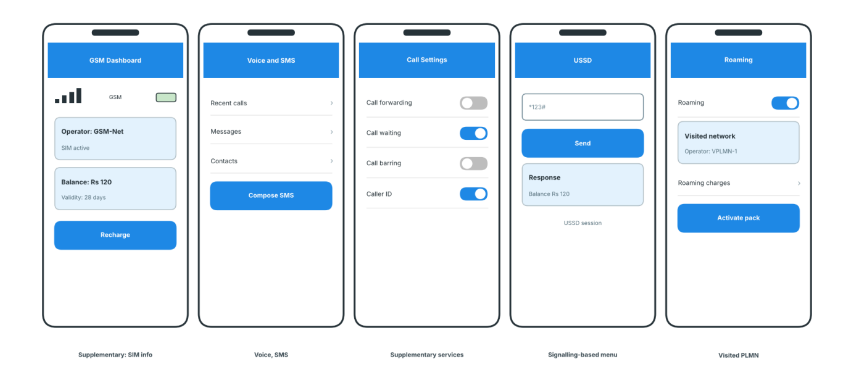 GSM Dashboard
GSM
Operator: GSM-Net
SIM active
Balance: Rs 120
Validity: 28 days
Recharge
Supplementary: SIM info
Voice and SMS
Recent calls
Messages
Contacts
Compose SMS
Voice, SMS
Call Settings
Call forwarding
Call waiting
Call barring
Caller ID
Supplementary services
USSD
*121#
Send
Response
Balance Rs 120
USSD session
Signalling-based menu
Roaming
Roaming
Visited network
Operator: VPLMN-1
Roaming charges
Activate pack
Visited PLMN